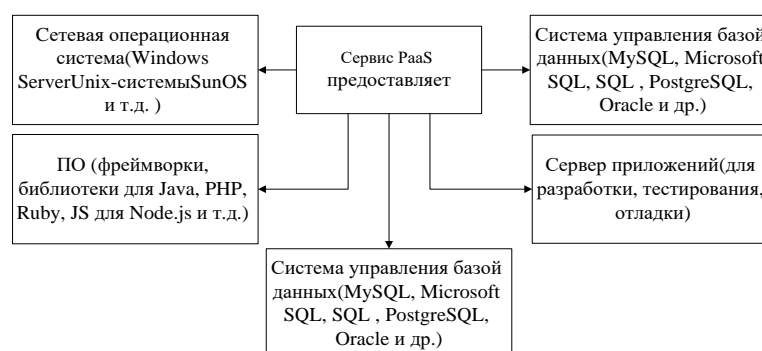 Сетевая операционная
система(Windows
ServerUnix-системыSunOS
и т.д. )
Сервис PaaS
предоставляет
Система управления базой
данных(MySQL, Microsoft
SQL, SQL , PostgreSQL,
Oracle и др.)
ПО (фреймворки,
библиотеки для Java, PHP,
Ruby, JS для Node.js и т.д.)
Сервер приложений(для
разработки, тестирования,
отладки)
Система управления базой
данных(MySQL, Microsoft
SQL, SQL , PostgreSQL,
Oracle и др.)